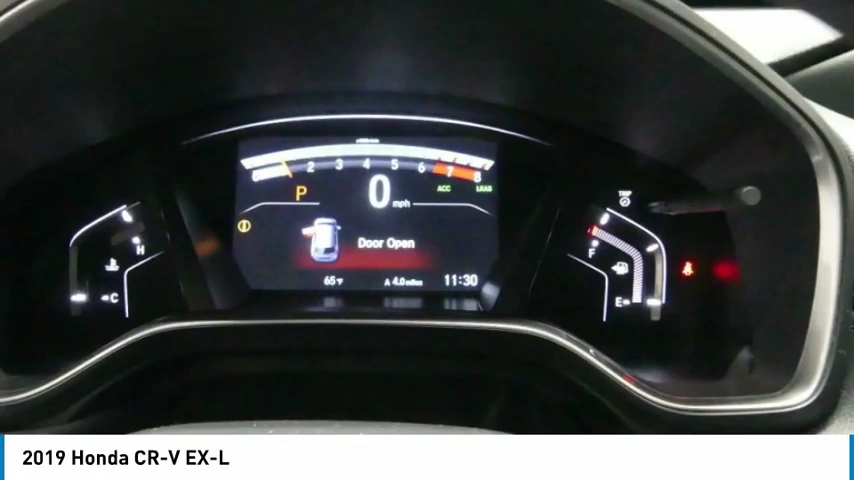 2 3 4 5 6 7 8
P 0 mph
ACC LKAS
TRIP
Door Open
H
F
C
E
65°F A 4.0 miles 11:30
2019 Honda CR-V EX-L